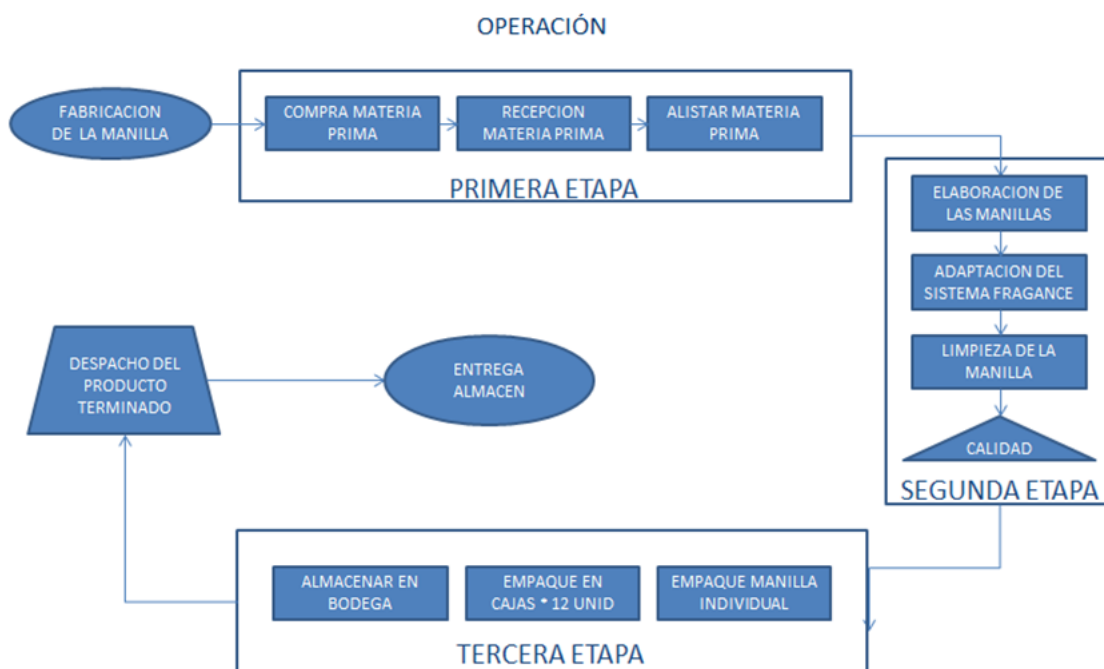 OPERACIÓN
FABRICACION
DE LA MANILLA
COMPRA MATERIA
PRIMA
RECEPCION
MATERIA PRIMA
ALISTAR MATERIA
PRIMA
PRIMERA ETAPA
ELABORACION DE
LAS MANILLAS
ADAPTACION DEL
SISTEMA FRAGANCE
LIMPIEZA DE LA
MANILLA
CALIDAD
SEGUNDA ETAPA
DESPACHO DEL
PRODUCTO
TERMINADO
ENTREGA
ALMACEN
ALMACENAR EN
BODEGA
EMPAQUE EN
CAJAS * 12 UNID
EMPAQUE MANILLA
INDIVIDUAL
TERCERA ETAPA